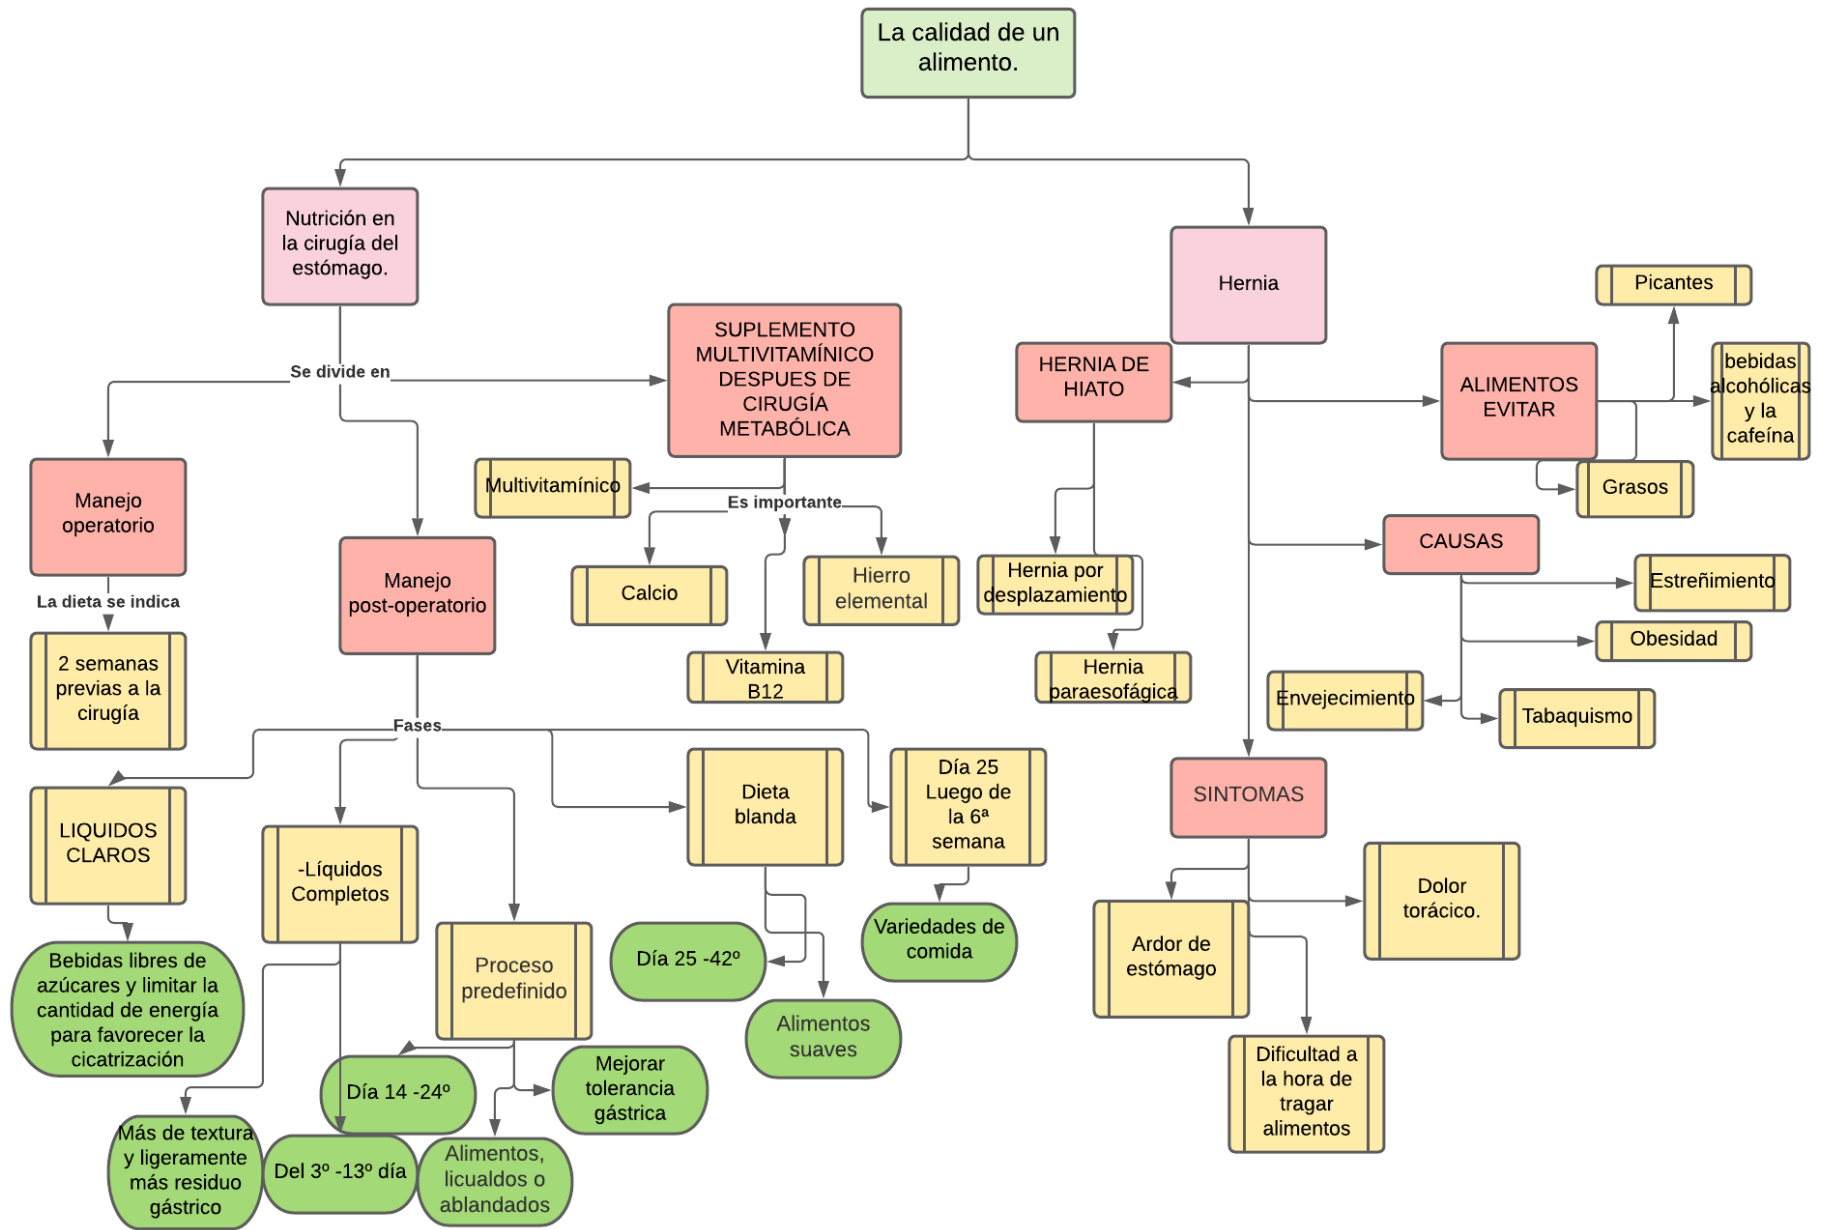 La calidad de un
alimento.
Nutrición en
la cirugía del
estómago.
Hernia
Picantes
SUPLEMENTO
MULTIVITAMÍNICO
DESPUES DE
CIRUGÍA
METABÓLICA
HERNIA DE
HIATO
ALIMENTOS
EVITAR
bebidas
alcohólicas
y la
cafeína
Se divide en
Manejo
operatorio
Multivitamínico
Es importante
Grasos
CAUSAS
Manejo
post-operatorio
Calcio
Hierro
elemental
Hernia por
desplazamiento
Estreñimiento
La dieta se indica
Obesidad
2 semanas
previas a la
cirugía
Vitamina
B12
Hernia
paraesofágica
Envejecimiento
Tabaquismo
Fases
LIQUIDOS
CLAROS
-Líquidos
Completos
Dieta
blanda
Día 25
Luego de
la 6ª
semana
SINTOMAS
Proceso
predefinido
Día 25 -42º
Variedades de
comida
Ardor de
estómago
Dolor
torácico.
Bebidas libres de
azúcares y limitar la
cantidad de energía
para favorecer la
cicatrización
Alimentos
suaves
Día 14 -24º
Mejorar
tolerancia
gástrica
Dificultad a
la hora de
tragar
alimentos
Más de textura
y ligeramente
más residuo
gástrico
Del 3º -13º día
Alimentos,
licualdos o
ablandados